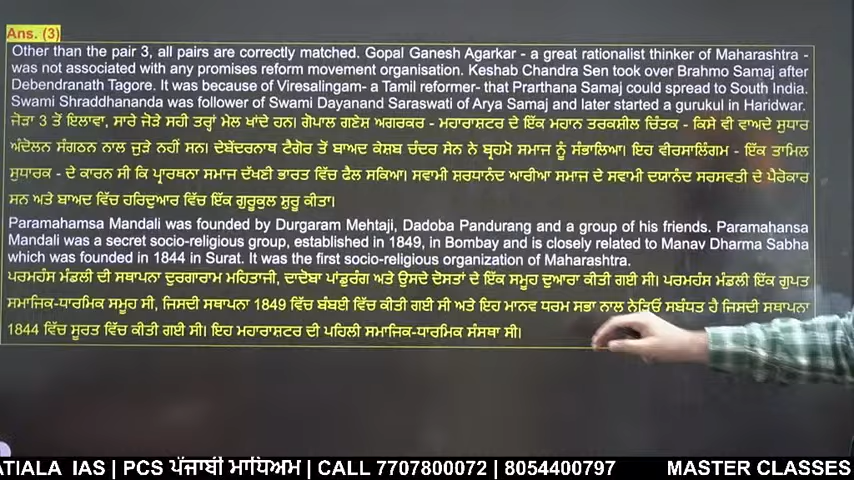 Ans. (3)
Other than the pair 3, all pairs are correctly matched. Gopal Ganesh Agarkar - a great rationalist thinker of Maharashtra -
was not associated with any promises reform movement organisation. Keshab Chandra Sen took over Brahmo Samaj after
Debendranath Tagore. It was because of Viresalingam- a Tamil reformer- that Prarthana Samaj could spread to South India.
Swami Shraddhananda was follower of Swami Dayanand Saraswati of Arya Samaj and later started a gurukul in Haridwar.
ਜੋੜਾ 3 ਤੋਂ ਇਲਾਵਾ, ਸਾਰੇ ਜੋੜੇ ਸਹੀ ਤਰ੍ਹਾਂ ਮੇਲ ਖਾਂਦੇ ਹਨ। ਗੋਪਾਲ ਗਣੇਸ਼ ਅਗਰਕਰ - ਮਹਾਰਾਸ਼ਟਰ ਦੇ ਇੱਕ ਮਹਾਨ ਤਰਕਸ਼ੀਲ ਚਿੰਤਕ - ਕਿਸੇ ਵੀ ਵਾਅਦੇ ਸੁਧਾਰ
ਅੰਦੋਲਨ ਸੰਗਠਨ ਨਾਲ ਜੁੜੇ ਨਹੀਂ ਸਨ। ਦੇਬੇਂਦਰਨਾਥ ਟੈਗੋਰ ਤੋਂ ਬਾਅਦ ਕੇਸ਼ਬ ਚੰਦਰ ਸੇਨ ਨੇ ਬ੍ਰਹਮੋ ਸਮਾਜ ਨੂੰ ਸੰਭਾਲਿਆ। ਇਹ ਵੀਰਸਾਲਿੰਗਮ - ਇੱਕ ਤਾਮਿਲ
ਸੁਧਾਰਕ - ਦੇ ਕਾਰਨ ਸੀ ਕਿ ਪ੍ਰਾਰਥਨਾ ਸਮਾਜ ਦੱਖਣੀ ਭਾਰਤ ਵਿੱਚ ਫੈਲ ਸਕਿਆ। ਸਵਾਮੀ ਸ਼ਰਧਾਨੰਦ ਆਰੀਆ ਸਮਾਜ ਦੇ ਸਵਾਮੀ ਦਯਾਨੰਦ ਸਰਸਵਤੀ ਦੇ ਪੈਰੋਕਾਰ
ਸਨ ਅਤੇ ਬਾਅਦ ਵਿੱਚ ਹਰਿਦੁਆਰ ਵਿੱਚ ਇੱਕ ਗੁਰੂਕੁਲ ਸ਼ੁਰੂ ਕੀਤਾ।
Paramahamsa Mandali was founded by Durgaram Mehtaji, Dadoba Pandurang and a group of his friends. Paramahansa
Mandali was a secret socio-religious group, established in 1849, in Bombay and is closely related to Manav Dharma Sabha
which was founded in 1844 in Surat. It was the first socio-religious organization of Maharashtra.
ਪਰਮਹੰਸ ਮੰਡਲੀ ਦੀ ਸਥਾਪਨਾ ਦੁਰਗਾਰਾਮ ਮਹਿਤਾਜੀ, ਦਾਦੋਬਾ ਪਾਂਡੁਰੰਗ ਅਤੇ ਉਸਦੇ ਦੋਸਤਾਂ ਦੇ ਇੱਕ ਸਮੂਹ ਦੁਆਰਾ ਕੀਤੀ ਗਈ ਸੀ। ਪਰਮਹੰਸ ਮੰਡਲੀ ਇੱਕ ਗੁਪਤ
ਸਮਾਜਿਕ-ਧਾਰਮਿਕ ਸਮੂਹ ਸੀ, ਜਿਸਦੀ ਸਥਾਪਨਾ 1849 ਵਿੱਚ ਬੰਬਈ ਵਿੱਚ ਕੀਤੀ ਗਈ ਸੀ ਅਤੇ ਇਹ ਮਾਨਵ ਧਰਮ ਸਭਾ ਨਾਲ ਨੇੜਿਓਂ ਸਬੰਧਤ ਹੈ ਜਿਸਦੀ ਸਥਾਪਨਾ
1844 ਵਿੱਚ ਸੂਰਤ ਵਿੱਚ ਕੀਤੀ ਗਈ ਸੀ। ਇਹ ਮਹਾਰਾਸ਼ਟਰ ਦੀ ਪਹਿਲੀ ਸਮਾਜਿਕ-ਧਾਰਮਿਕ ਸੰਸਥਾ ਸੀ।
ATIALA IAS | PCS ਪੰਜਾਬੀ ਮਾਧਿਅਮ | CALL 7707800072 | 8054400797 MASTER CLASSES